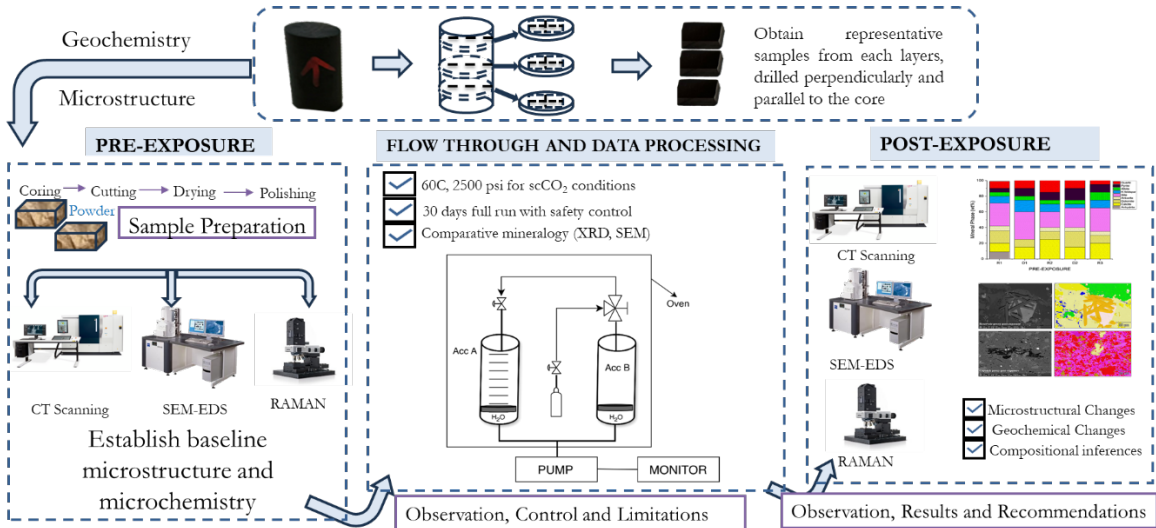 Geochemistry
Microstructure
Obtain representative
samples from each layers,
drilled perpendicularly and
parallel to the core
PRE-EXPOSURE
Coring
Cutting
Drying
Polishing
Powder
Sample Preparation
CT Scanning
SEM-EDS
RAMAN
Establish baseline
microstructure and
microchemistry
FLOW THROUGH AND DATA PROCESSING
60C, 2500 psi for scCO₂ conditions
30 days full run with safety control
Comparative mineralogy (XRD, SEM)
Oven
Acc A
Acc B
H₂O
H₂O
PUMP
MONITOR
Observation, Control and Limitations
POST-EXPOSURE
CT Scanning
SEM-EDS
RAMAN
PRE-EXPOSURE
Microstructural Changes
Geochemical Changes
Compositional inferences
Observation, Results and Recommendations